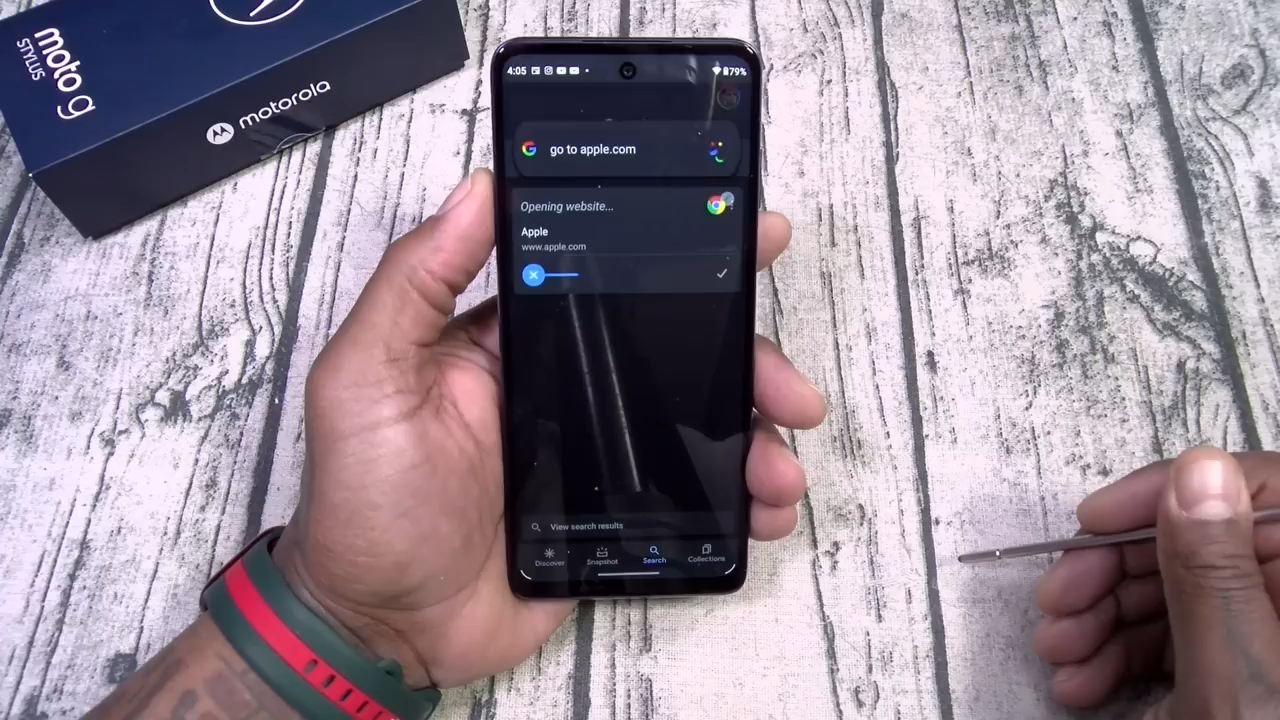 moto g
STYLUS
motorola
4:05
79%
go to apple.com
Opening website...
Apple
www.apple.com
View search results
Discover
Snapshot
Search
Collections